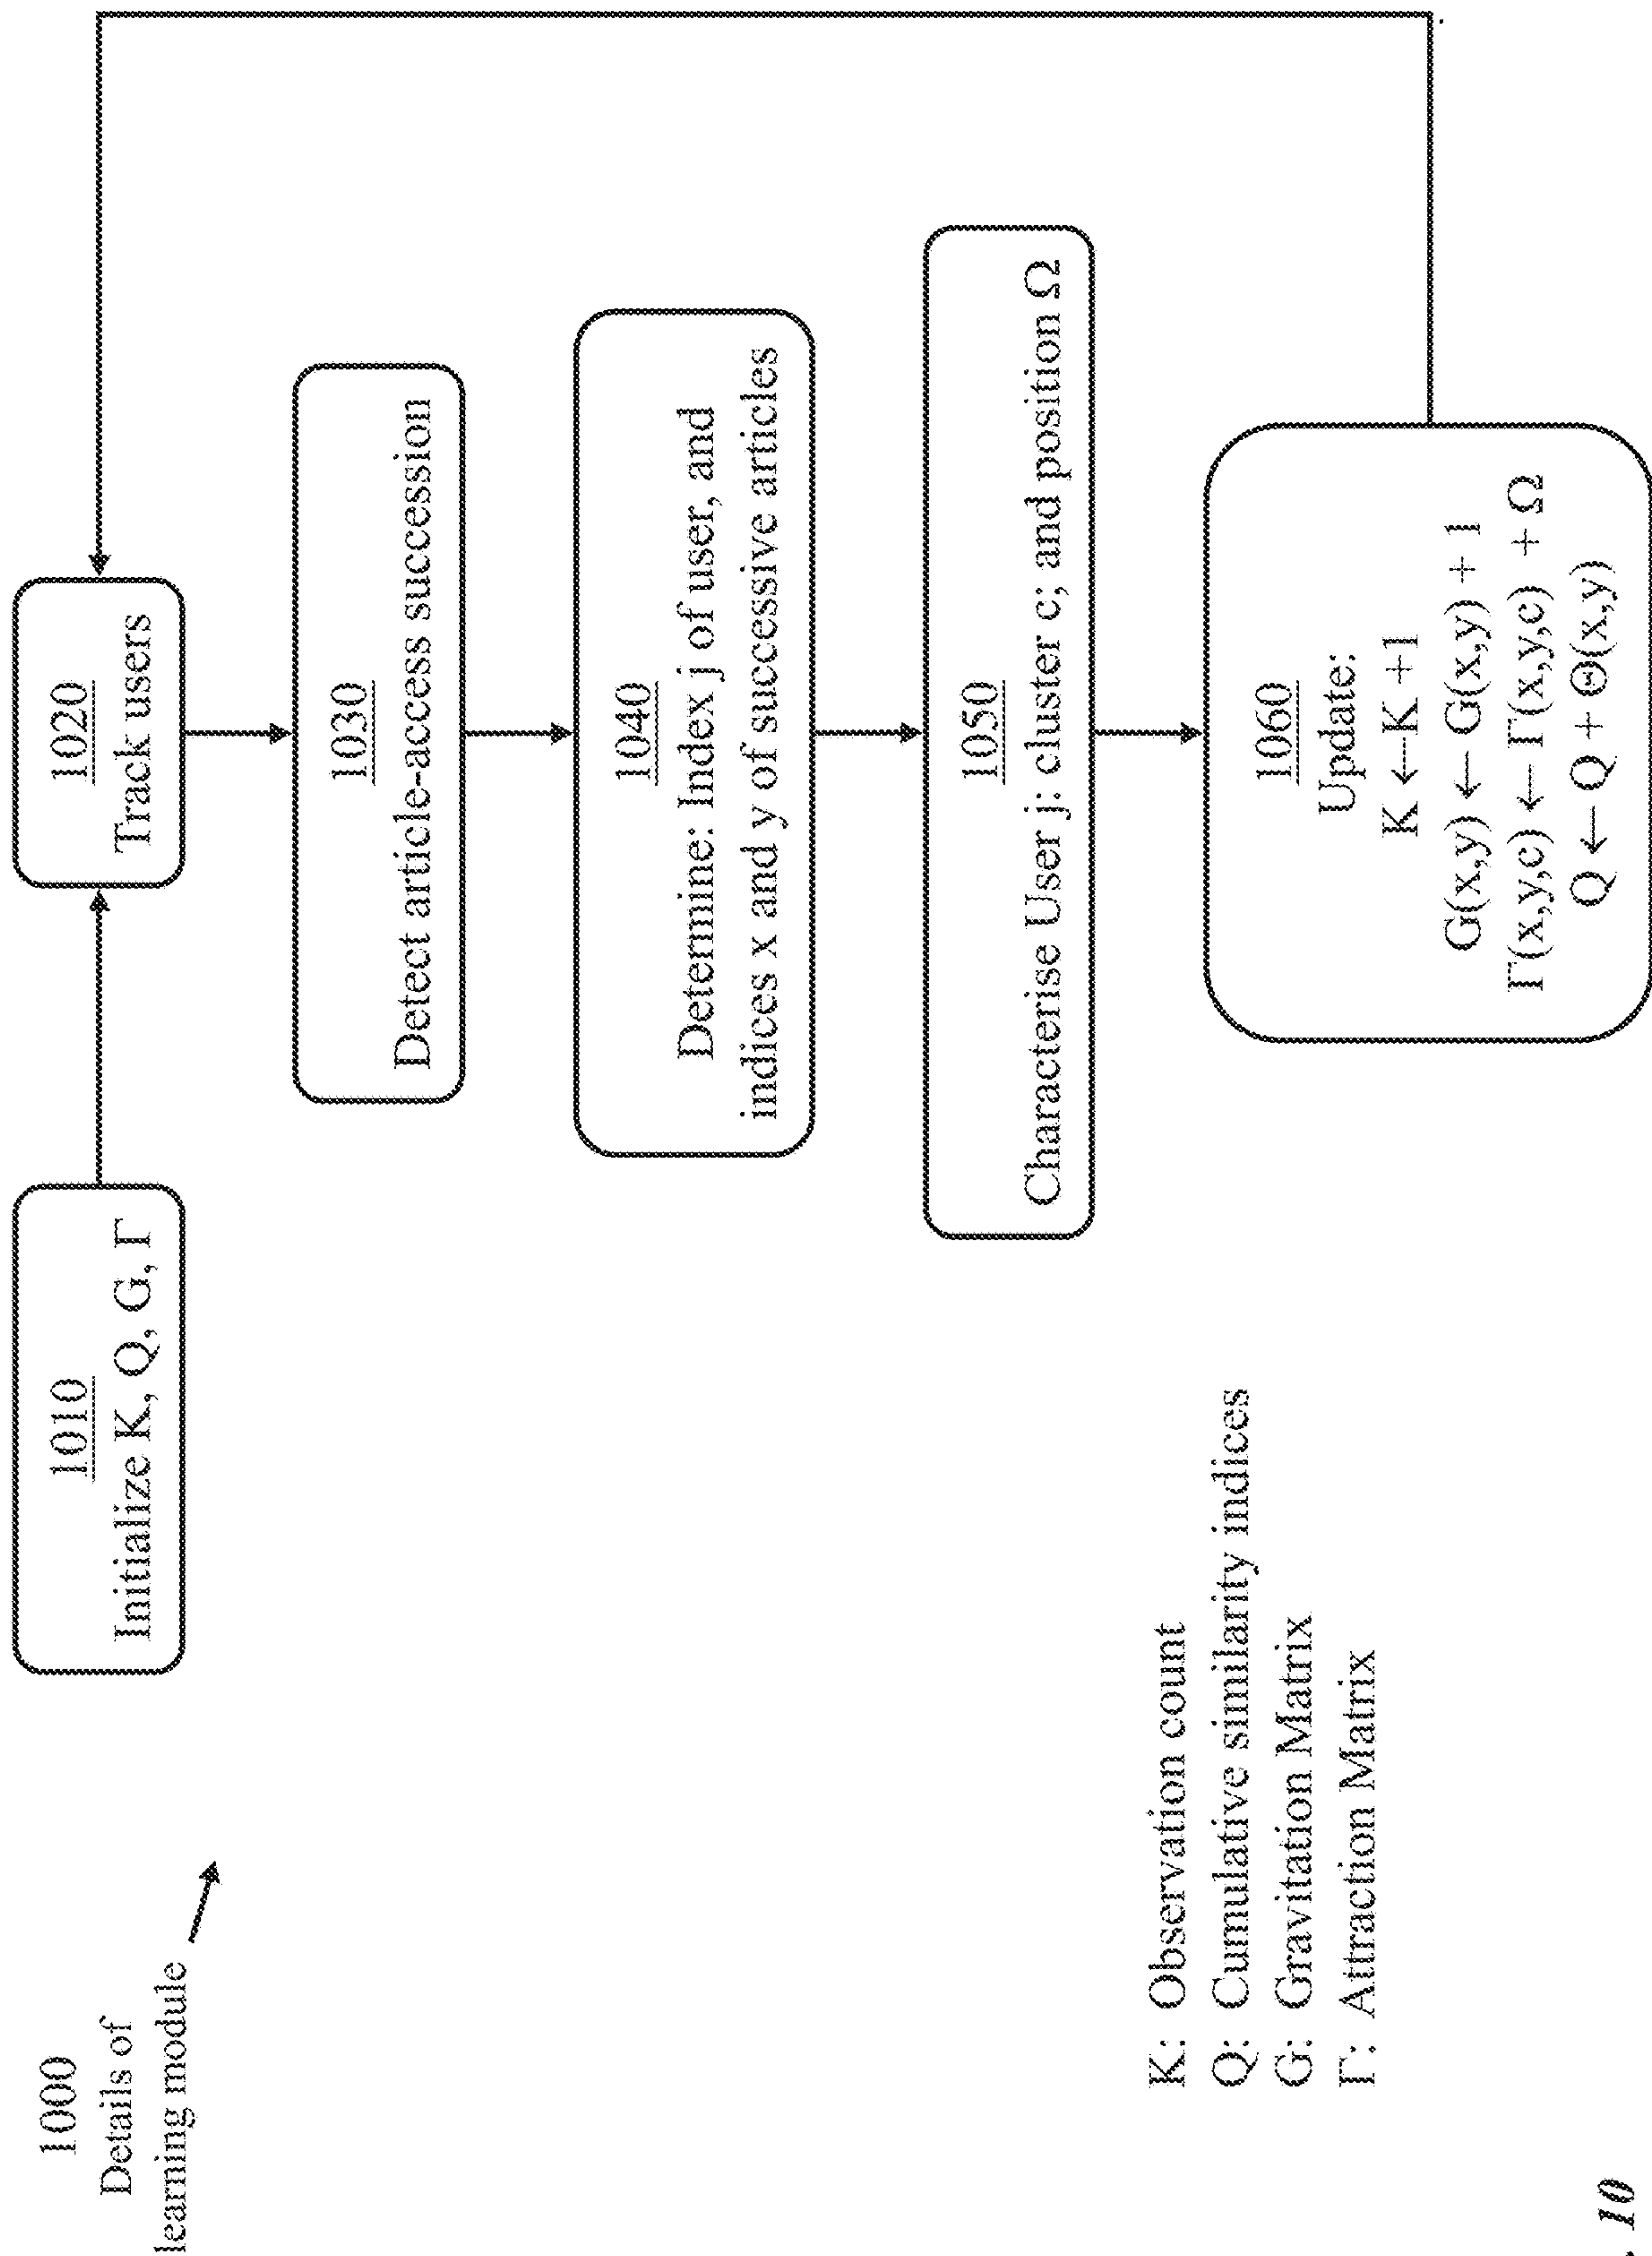 1000
Details of
learning module
1010
Initialize K, Q, G, Γ
1020
Track users
1030
Detect article-access succession
1040
Determine: Index j of user, and
indices x and y of successive articles
1050
Characterise User j: cluster c; and position Ω
1060
Update:
K ←K +1
G(x,y) ← G(x,y) + 1
Γ(x,y,c) ← Γ(x,y,c) + Ω
Q ← Q + Θ(x,y)
K: Observation count
Q: Cumulative similarity indices
G: Gravitation Matrix
Γ: Attraction Matrix
. 10